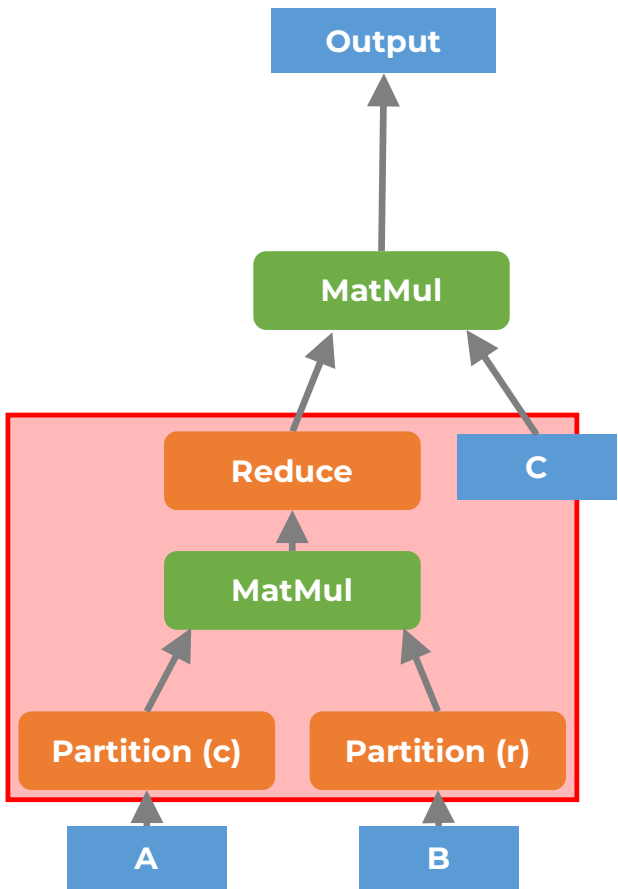 Output
MatMul
Reduce
C
MatMul
Partition (c)
Partition (r)
A
B